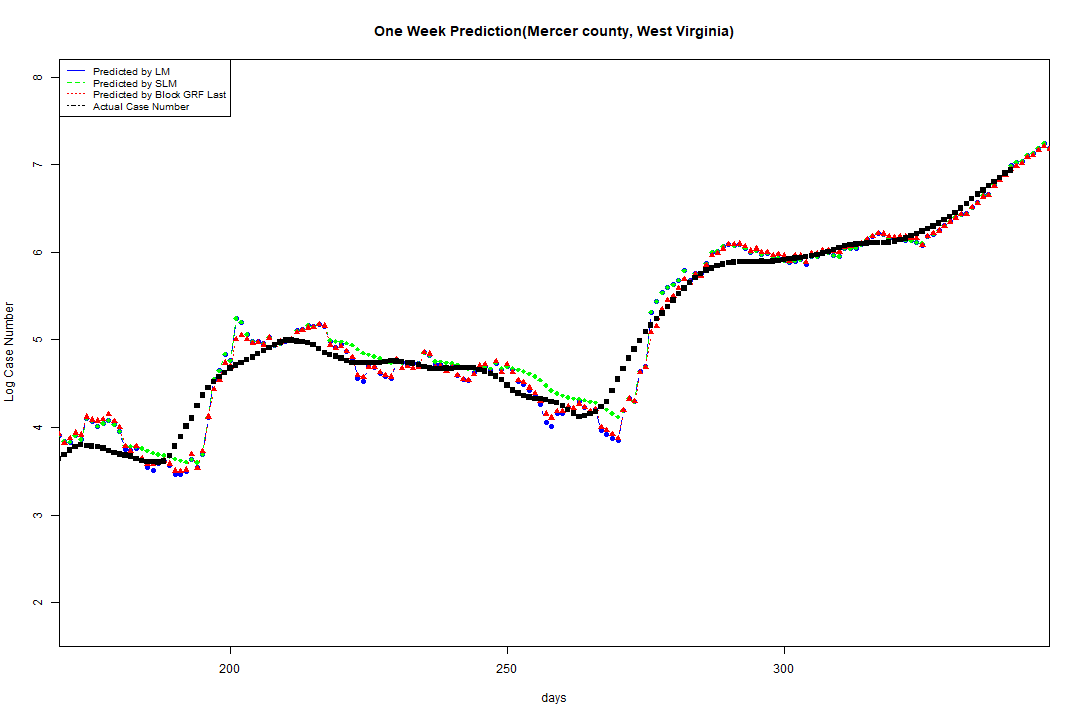 One Week Prediction(Mercer county, West Virginia)
Predicted by LM
Predicted by SLM
Predicted by Block GRF Last
Actual Case Number
8
7
6
5
4
3
2
Log Case Number
200 250 300
days